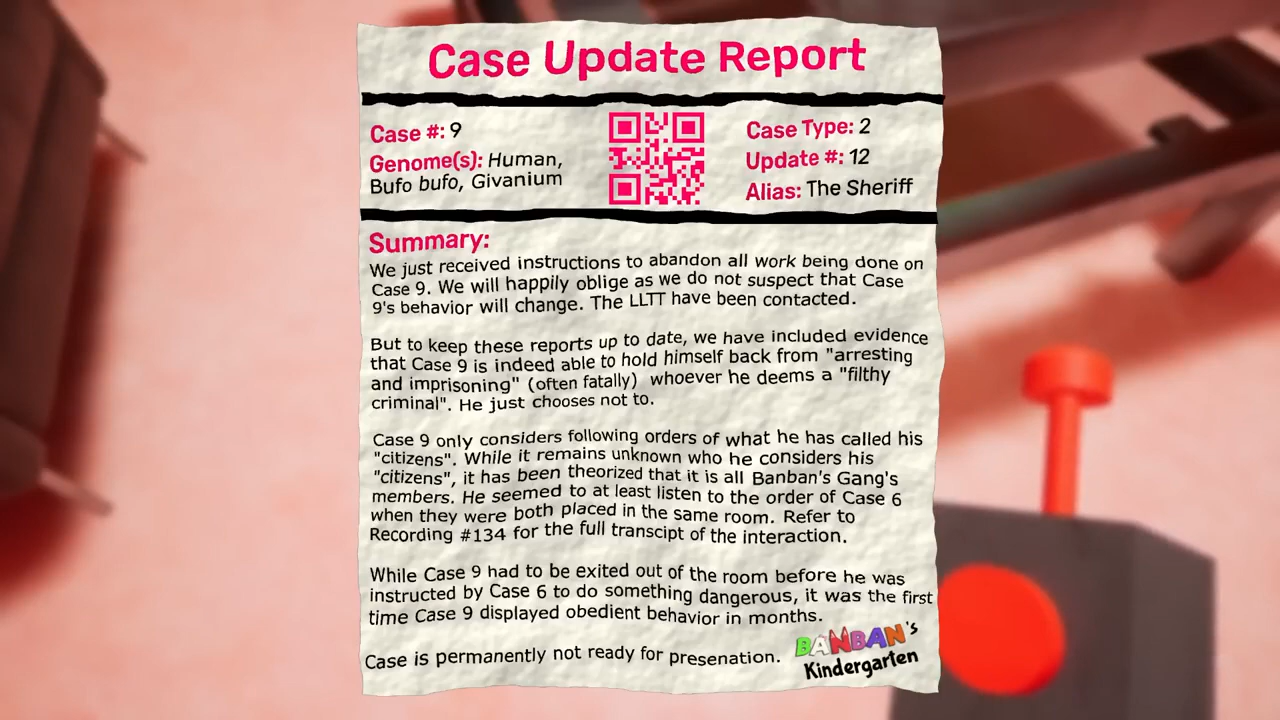 Case Update Report
Case #: 9
Genome(s): Human,
Bufo bufo, Givanium
Case Type: 2
Update #: 12
Alias: The Sheriff
Summary:
We just received instructions to abandon all work being done on
Case 9. We will happily oblige as we do not suspect that Case
9's behavior will change. The LLTT have been contacted.
But to keep these reports up to date, we have included evidence
that Case 9 is indeed able to hold himself back from "arresting
and imprisoning" (often fatally) whoever he deems a "filthy
criminal". He just chooses not to.
Case 9 only considers following orders of what he has called his
"citizens". While it remains unknown who he considers his
"citizens", it has been theorized that it is all Banban's Gang's
members. He seemed to at least listen to the order of Case 6
when they were both placed in the same room. Refer to
Recording #134 for the full transcipt of the interaction.
While Case 9 had to be exited out of the room before he was
instructed by Case 6 to do something dangerous, it was the first
time Case 9 displayed obedient behavior in months.
Case is permanently not ready for presenation.
BANBAN's
Kindergarten